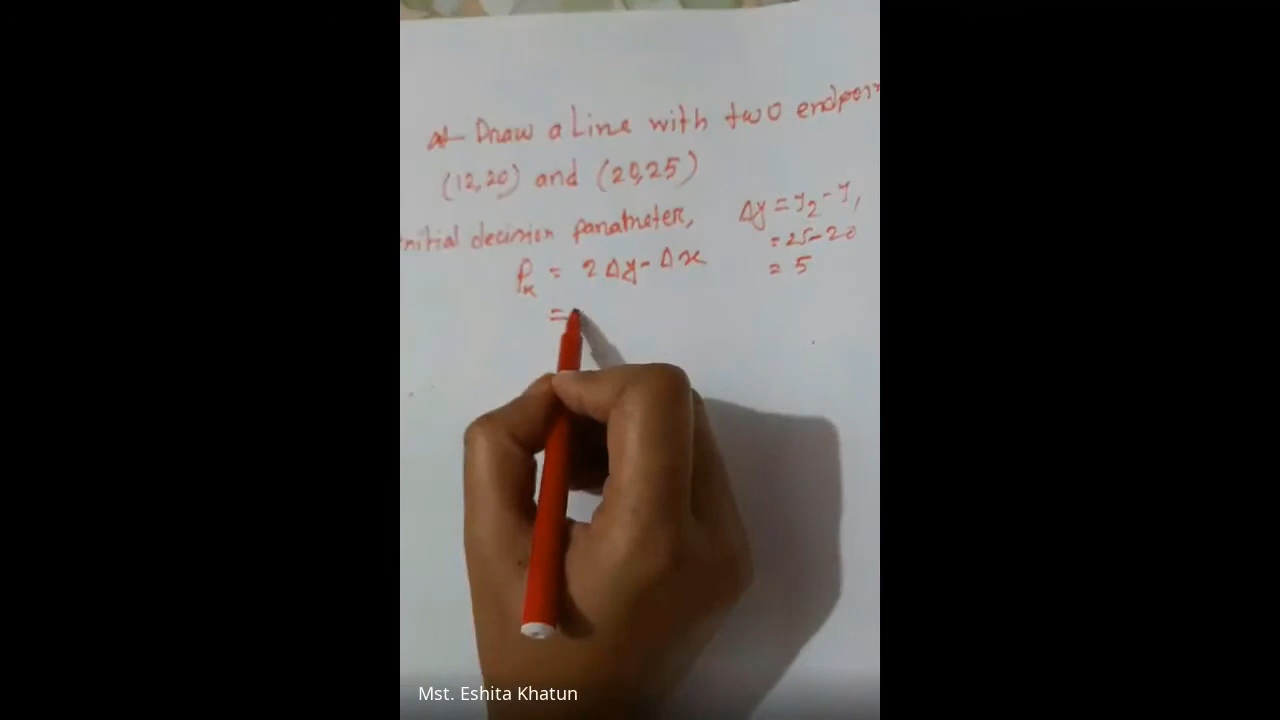 Draw a Line with two endpoin
(12,20) and (20,25)
nitial decision parameter,
Pk = 2Δy - Δx
=
Δy = y2 - y1
= 25 - 20
= 5
Mst. Eshita Khatun